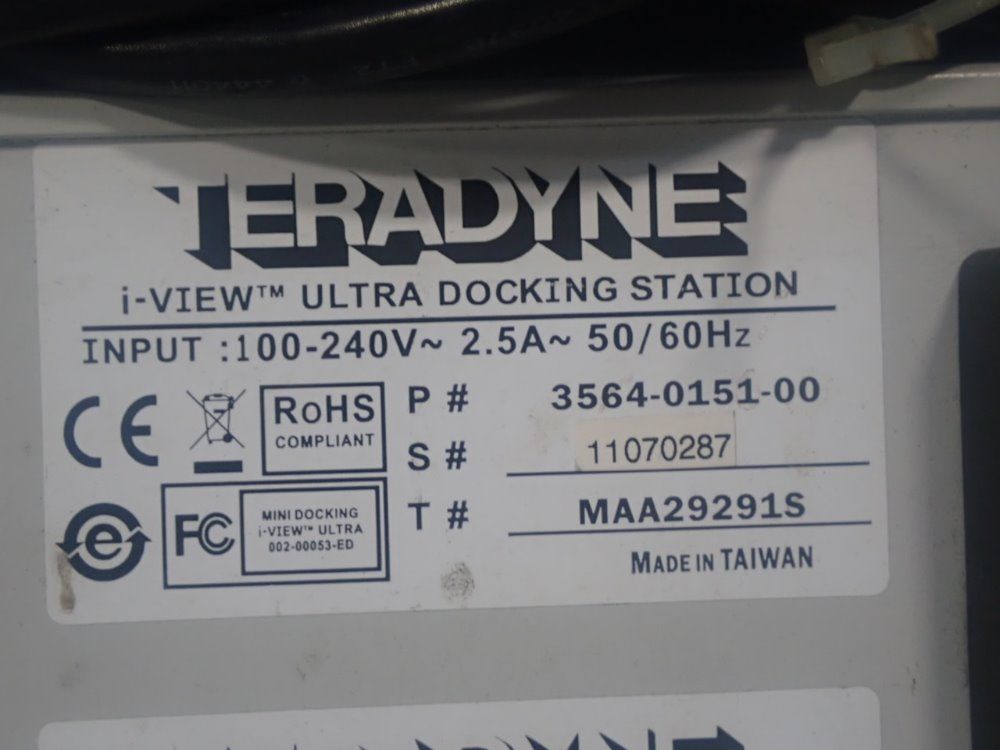 TERADYNE
i-VIEW™ ULTRA DOCKING STATION
INPUT :100-240V~ 2.5A~ 50/60Hz
CE
RoHS
COMPLIANT
P # 3564-0151-00
S # 11070287
T # MAA29291S
e
FC
MINI DOCKING
i-VIEW™ ULTRA
002-00053-ED
MADE IN TAIWAN